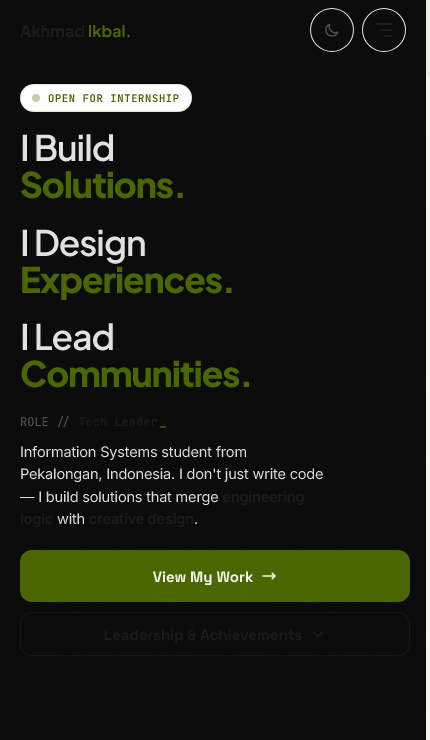 Akhmad Ikbal.
OPEN FOR INTERNSHIP
I Build
Solutions.
I Design
Experiences.
I Lead
Communities.
ROLE // Tech Leader_
Information Systems student from
Pekalongan, Indonesia. I don't just write code
— I build solutions that merge engineering
logic with creative design.
View My Work →
Leadership & Achievements